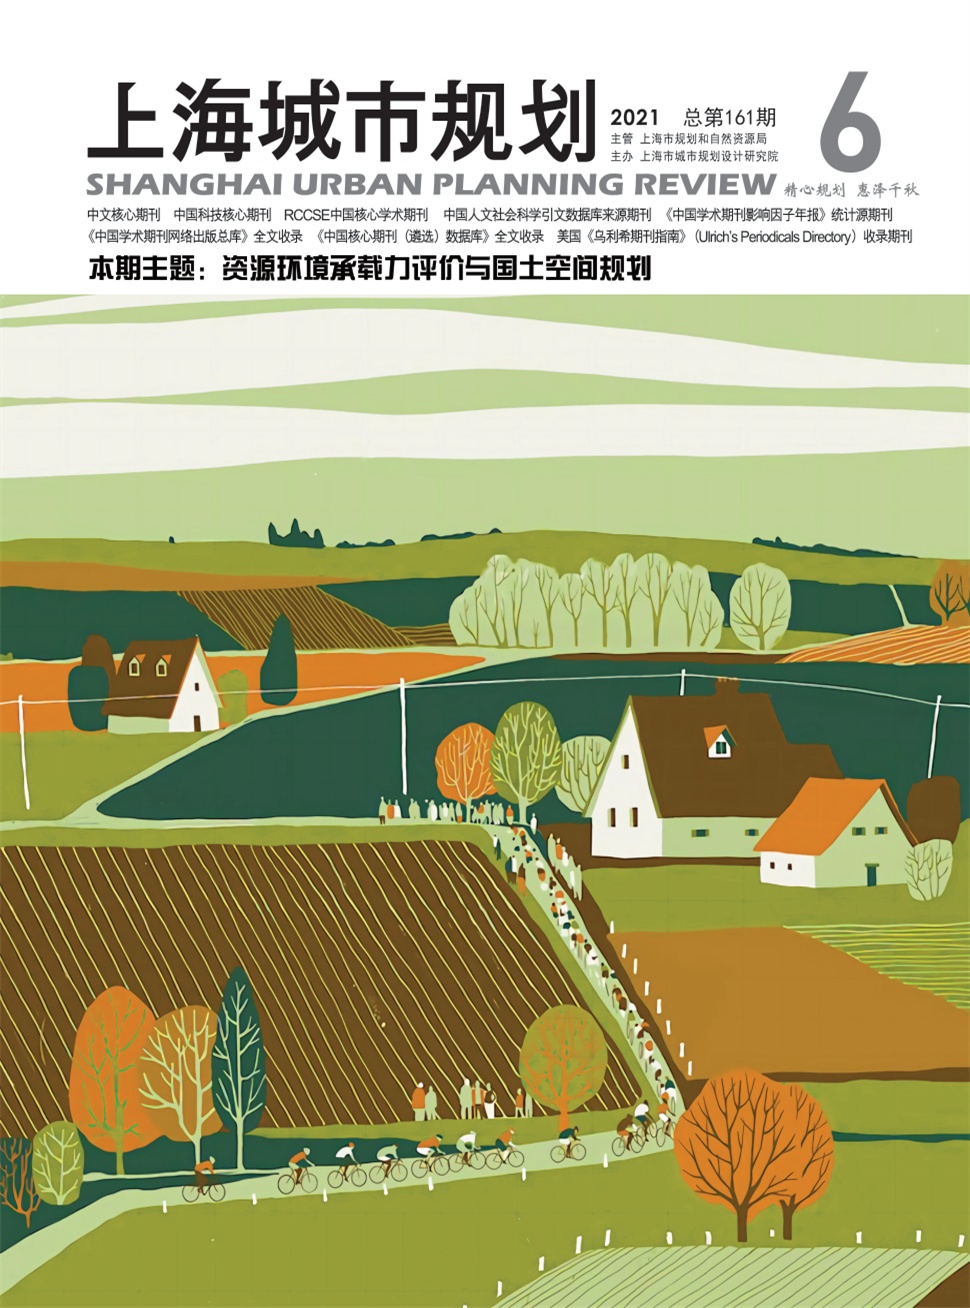 上海城市规划
2021 总第161期
主管 上海市规划和自然资源局
主办 上海市城市规划设计研究院
6
SHANGHAI URBAN PLANNING REVIEW
精心规划 惠泽千秋
中文核心期刊 中国科技核心期刊 RCCSE中国核心学术期刊 中国人文社会科学引文数据库来源期刊 《中国学术期刊影响因子年报》统计源期刊
《中国学术期刊网络出版总库》全文收录 《中国核心期刊（遴选）数据库》全文收录 美国《乌利希期刊指南》（Ulrich's Periodicals Directory）收录期刊
本期主题：资源环境承载力评价与国土空间规划